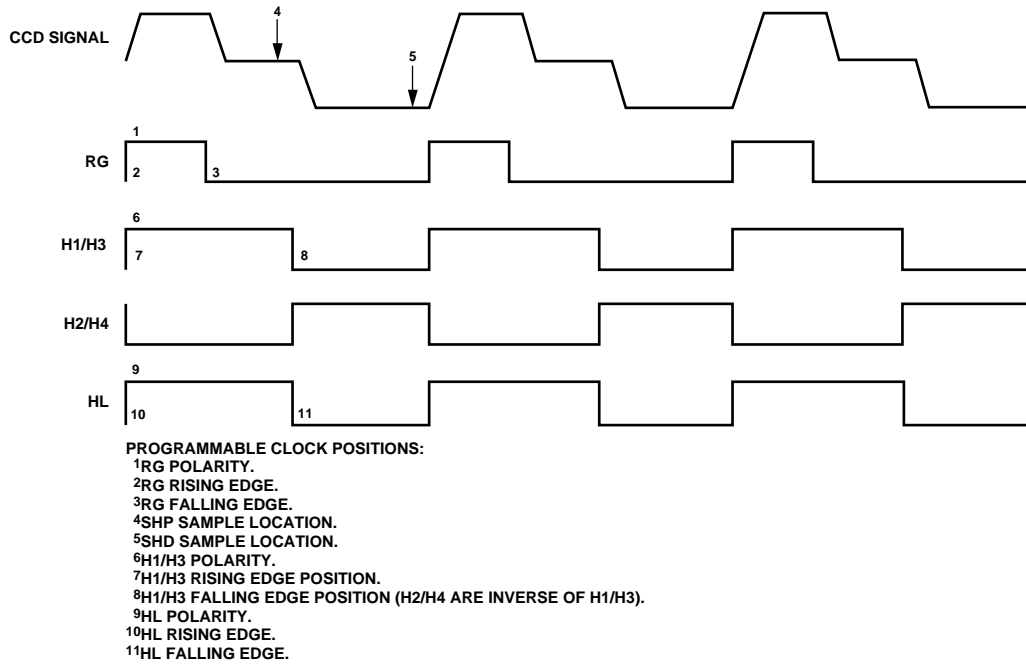 4
CCD SIGNAL
5
1
RG
2
3
6
H1/H3
7
8
H2/H4
9
HL
10
11
PROGRAMMABLE CLOCK POSITIONS:
1RG POLARITY.
2RG RISING EDGE.
3RG FALLING EDGE.
4SHP SAMPLE LOCATION.
5SHD SAMPLE LOCATION.
6H1/H3 POLARITY.
7H1/H3 RISING EDGE POSITION.
8H1/H3 FALLING EDGE POSITION (H2/H4 ARE INVERSE OF H1/H3).
9HL POLARITY.
10HL RISING EDGE.
11HL FALLING EDGE.